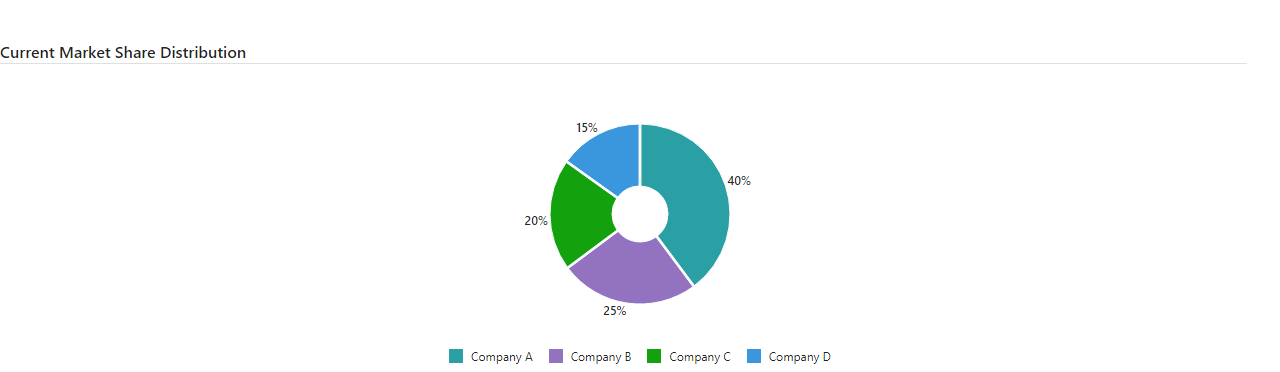 Current Market Share Distribution
15%
40%
20%
25%
Company A Company B Company C Company D